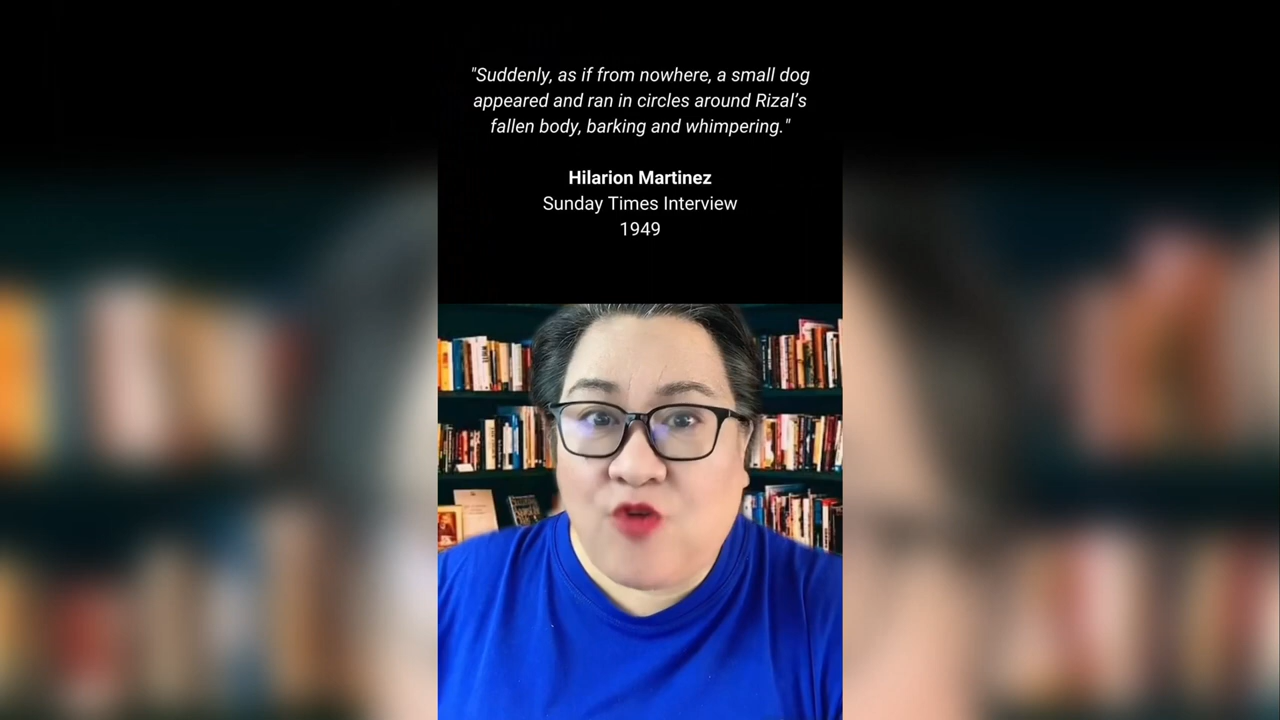 "Suddenly, as if from nowhere, a small dog
appeared and ran in circles around Rizal’s
fallen body, barking and whimpering."
Hilarion Martinez
Sunday Times Interview
1949